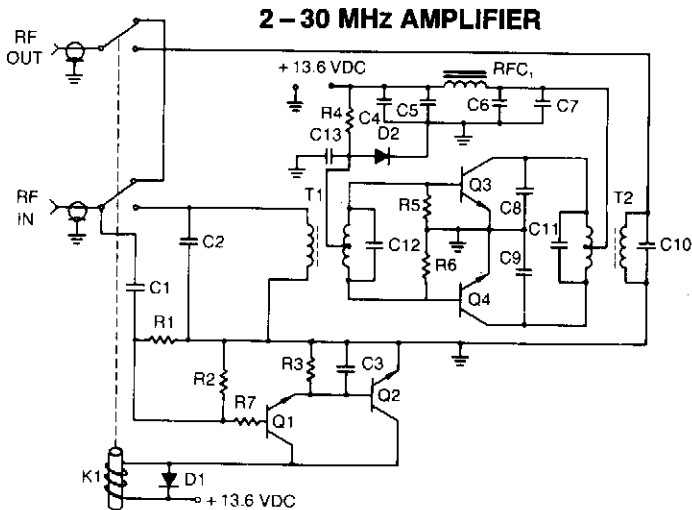 2 – 30 MHz AMPLIFIER
RF
OUT
+ 13.6 VDC
RFC1
R4
C4
C5
C6
C7
C13
D2
RF
IN
T1
Q3
T2
R5
C8
C2
C12
C11
C10
R6
C9
C1
Q4
R1
R2
R3
C3
Q2
R7
Q1
K1
D1
+ 13.6 VDC